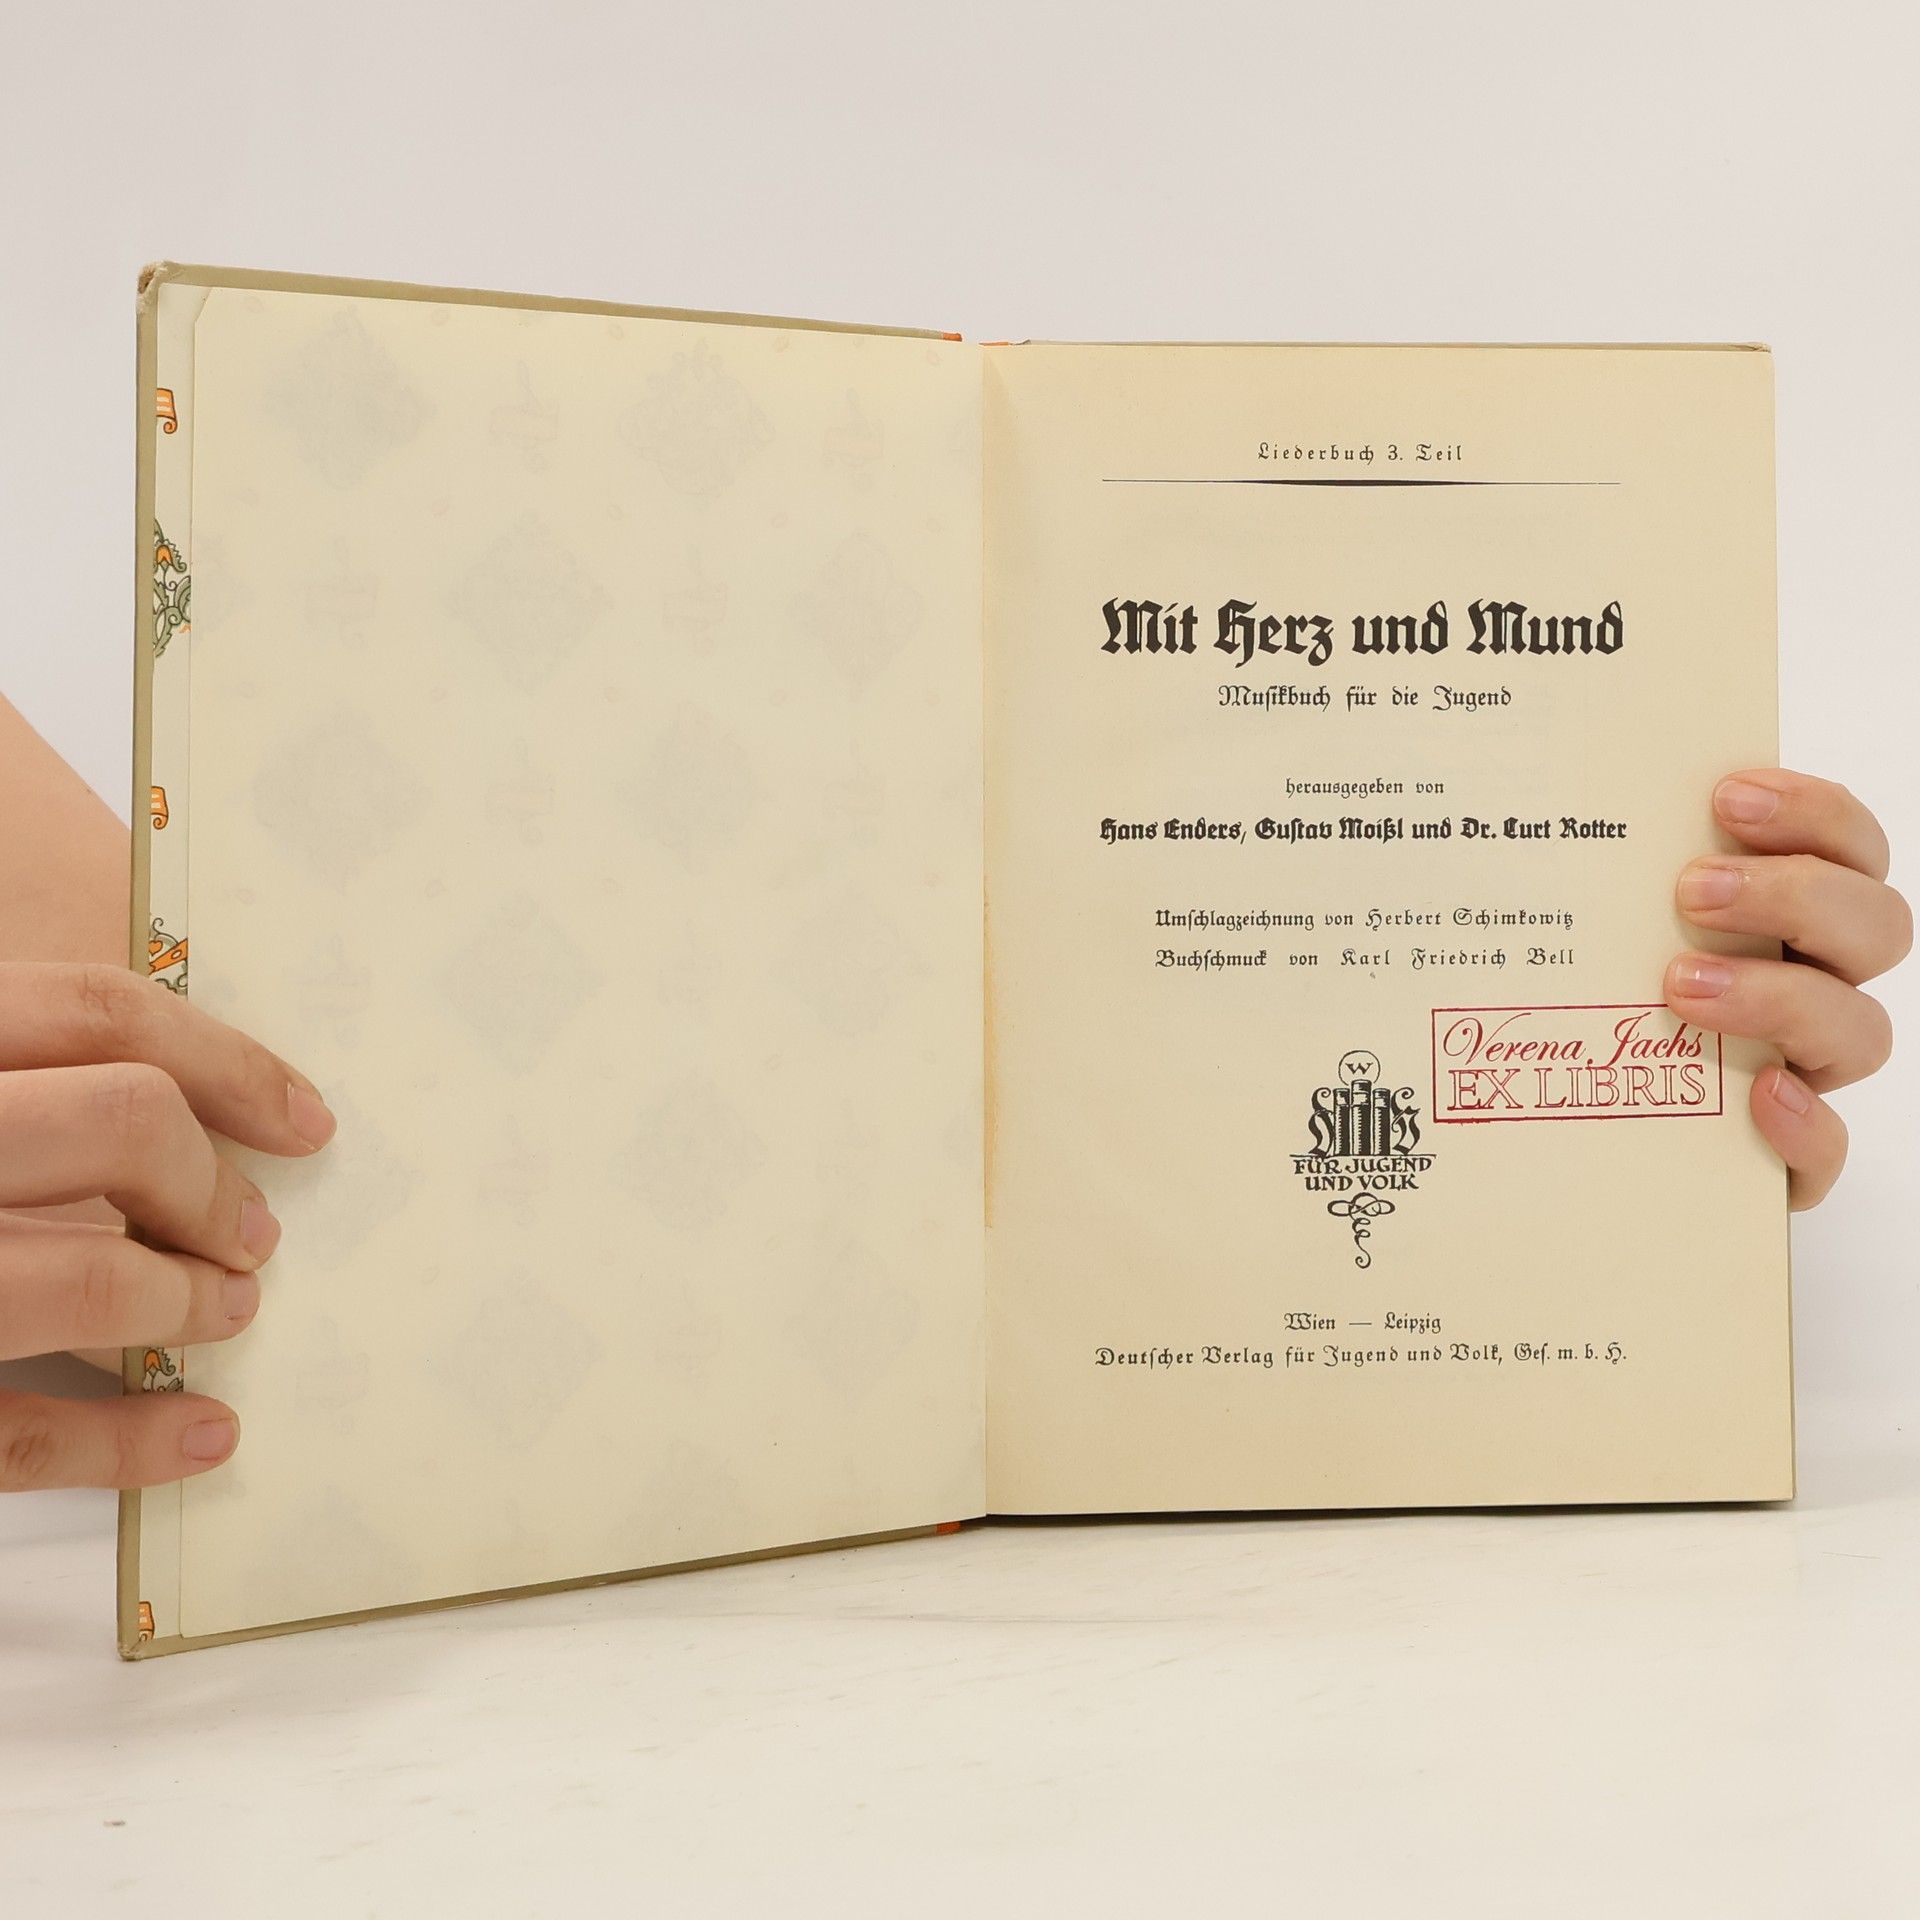 Liederbuch 3. Teil
Mit Herz und Mund
Muſikbuch für die Jugend
herausgegeben von
Hans Enders, Guſtav Moißl und Dr. Curt Rotter
Umſchlagzeichnung von Herbert Schimkowitz
Buchſchmuck von Karl Friedrich Bell
Verena Jachs
EX LIBRIS
W
D V
FÜR JUGEND
UND VOLK
Wien — Leipzig
Deutſcher Verlag für Jugend und Volk, Geſ. m. b. H.